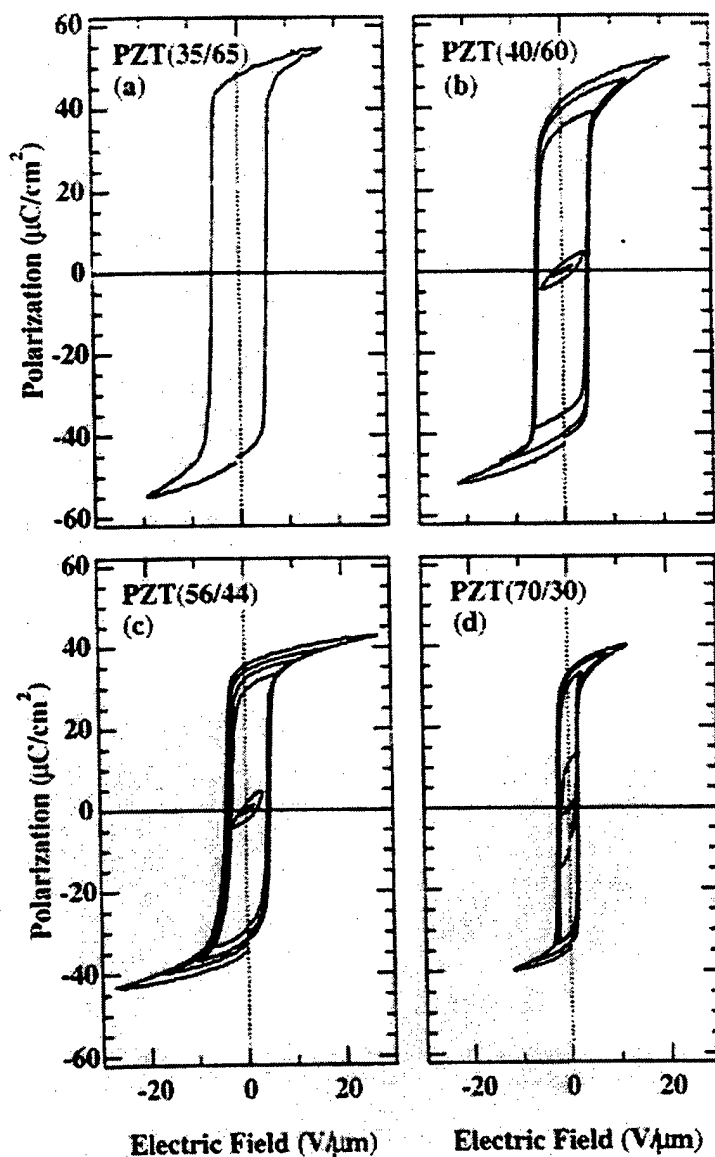 60
PZT(35/65)
(a)
PZT(40/60)
(b)
40
20
0
-20
-40
-60
Polarization (μC/cm²)
60
PZT(56/44)
(c)
PZT(70/30)
(d)
40
20
0
-20
-40
-60
Polarization (μC/cm²)
-20 0 20 -20 0 20
Electric Field (V/μm) Electric Field (V/μm)